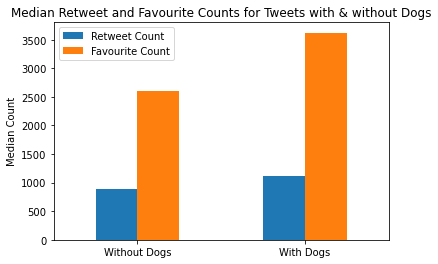 Median Retweet and Favourite Counts for Tweets with & without Dogs
Retweet Count
Favourite Count
Median Count
3500
3000
2500
2000
1500
1000
500
0
Without Dogs
With Dogs